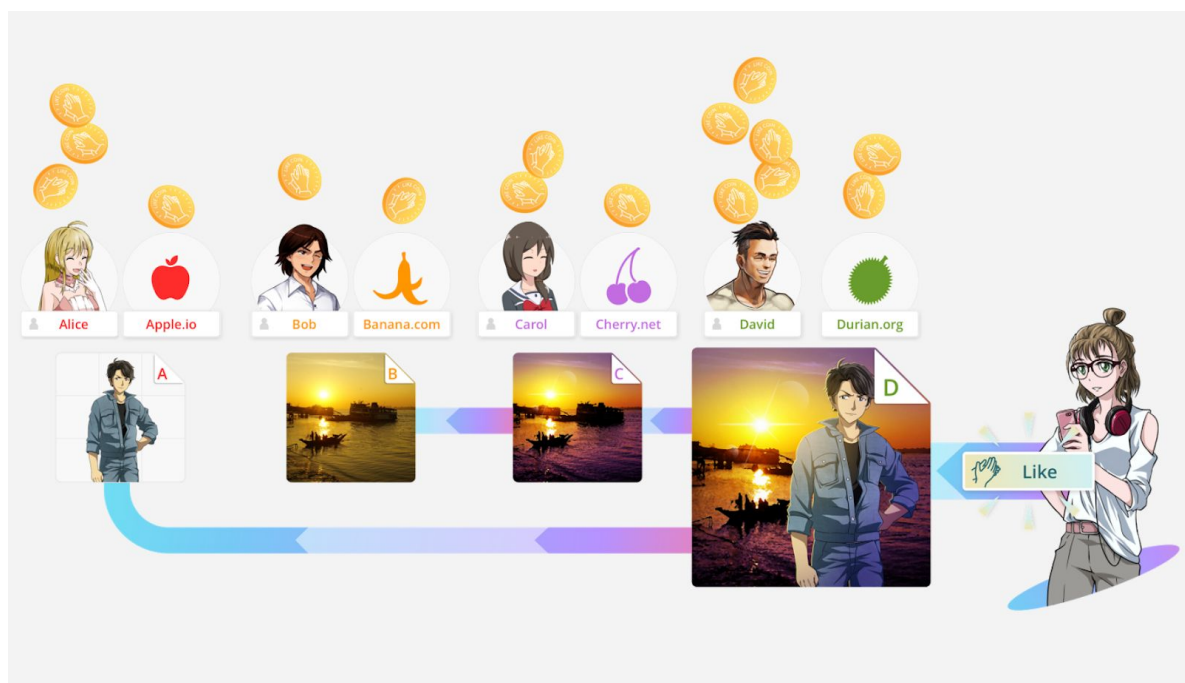 Alice
Apple.io
Bob
Banana.com
Carol
Cherry.net
David
Durian.org
A
B
C
D
Like